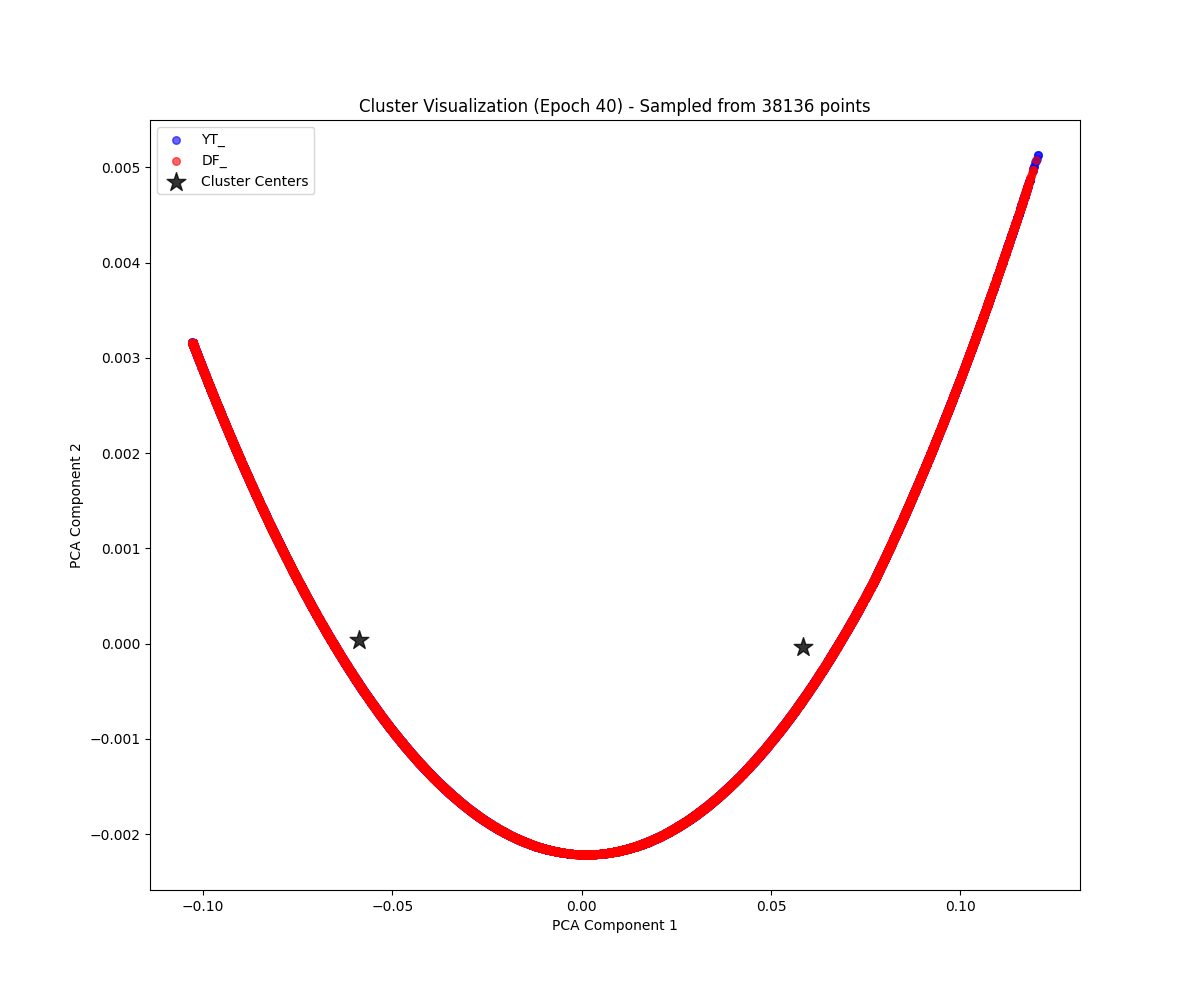 Cluster Visualization (Epoch 40) - Sampled from 38136 points
YT_
DF_
Cluster Centers
0.005
0.004
0.003
0.002
0.001
0.000
−0.001
−0.002
PCA Component 2
−0.10
−0.05
0.00
0.05
0.10
PCA Component 1